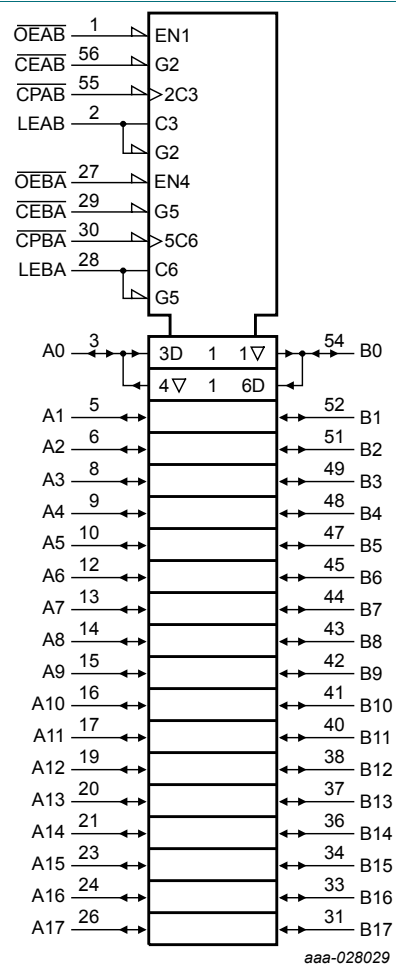 OEAB 1 EN1
CEAB 56 G2
CPAB 55 >2C3
LEAB 2 C3
G2
OEBA 27 EN4
CEBA 29 G5
CPBA 30 >5C6
LEBA 28 C6
G5
A0 3 3D 1 1▽ 54 B0
4▽ 1 6D
A1 5 52 B1
A2 6 51 B2
A3 8 49 B3
A4 9 48 B4
A5 10 47 B5
A6 12 45 B6
A7 13 44 B7
A8 14 43 B8
A9 15 42 B9
A10 16 41 B10
A11 17 40 B11
A12 19 38 B12
A13 20 37 B13
A14 21 36 B14
A15 23 34 B15
A16 24 33 B16
A17 26 31 B17
aaa-028029